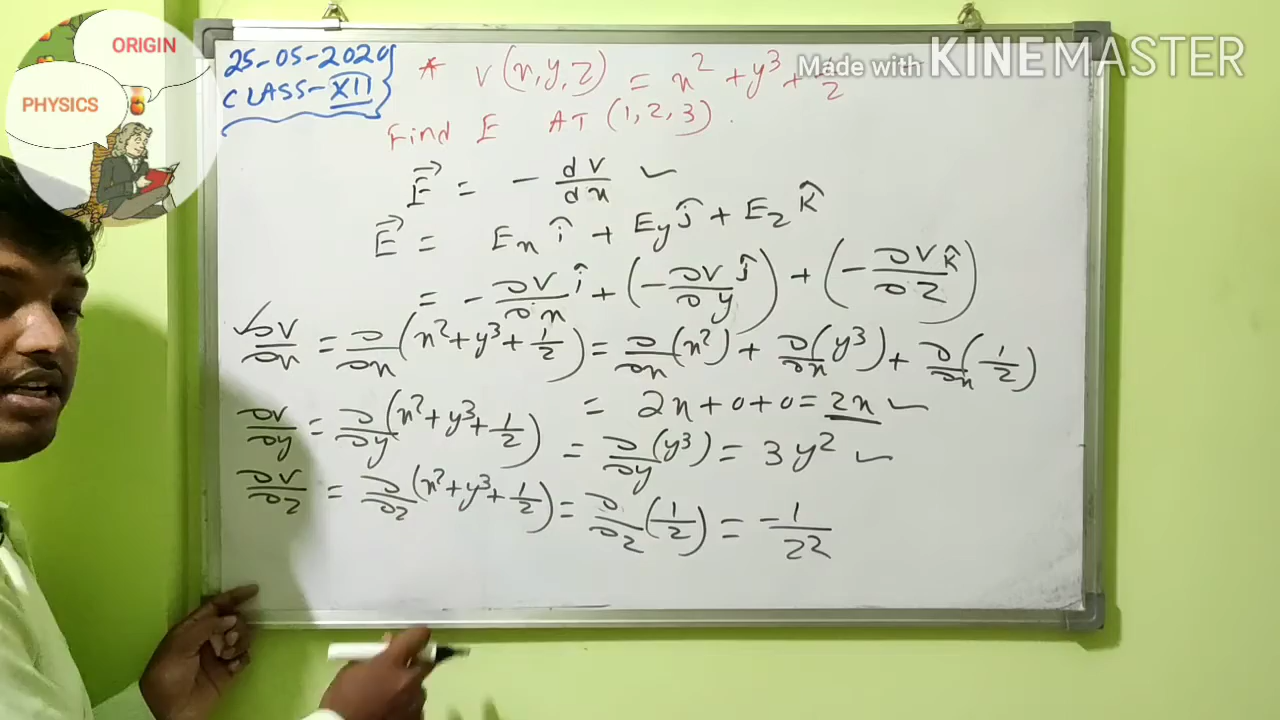 ORIGIN
PHYSICS
Made with KINEMASTER
25-05-2020
CLASS-XII
* V(x,y,z) = x² + y³ + 1/z
Find E AT (1,2,3).
E⃗ = - dV/dx ✓
E⃗ = Ex î + Ey ĵ + Ez k̂
= - ∂V/∂x î + (- ∂V/∂y ĵ) + (- ∂V/∂z k̂)
✓ ∂V/∂x = ∂/∂x (x² + y³ + 1/z) = ∂/∂x (x²) + ∂/∂x (y³) + ∂/∂x (1/z)
= 2x + 0 + 0 = 2x ✓
∂V/∂y = ∂/∂y (x² + y³ + 1/z) = ∂/∂y (y³) = 3y² ✓
∂V/∂z = ∂/∂z (x² + y³ + 1/z) = ∂/∂z (1/z) = -1/z²